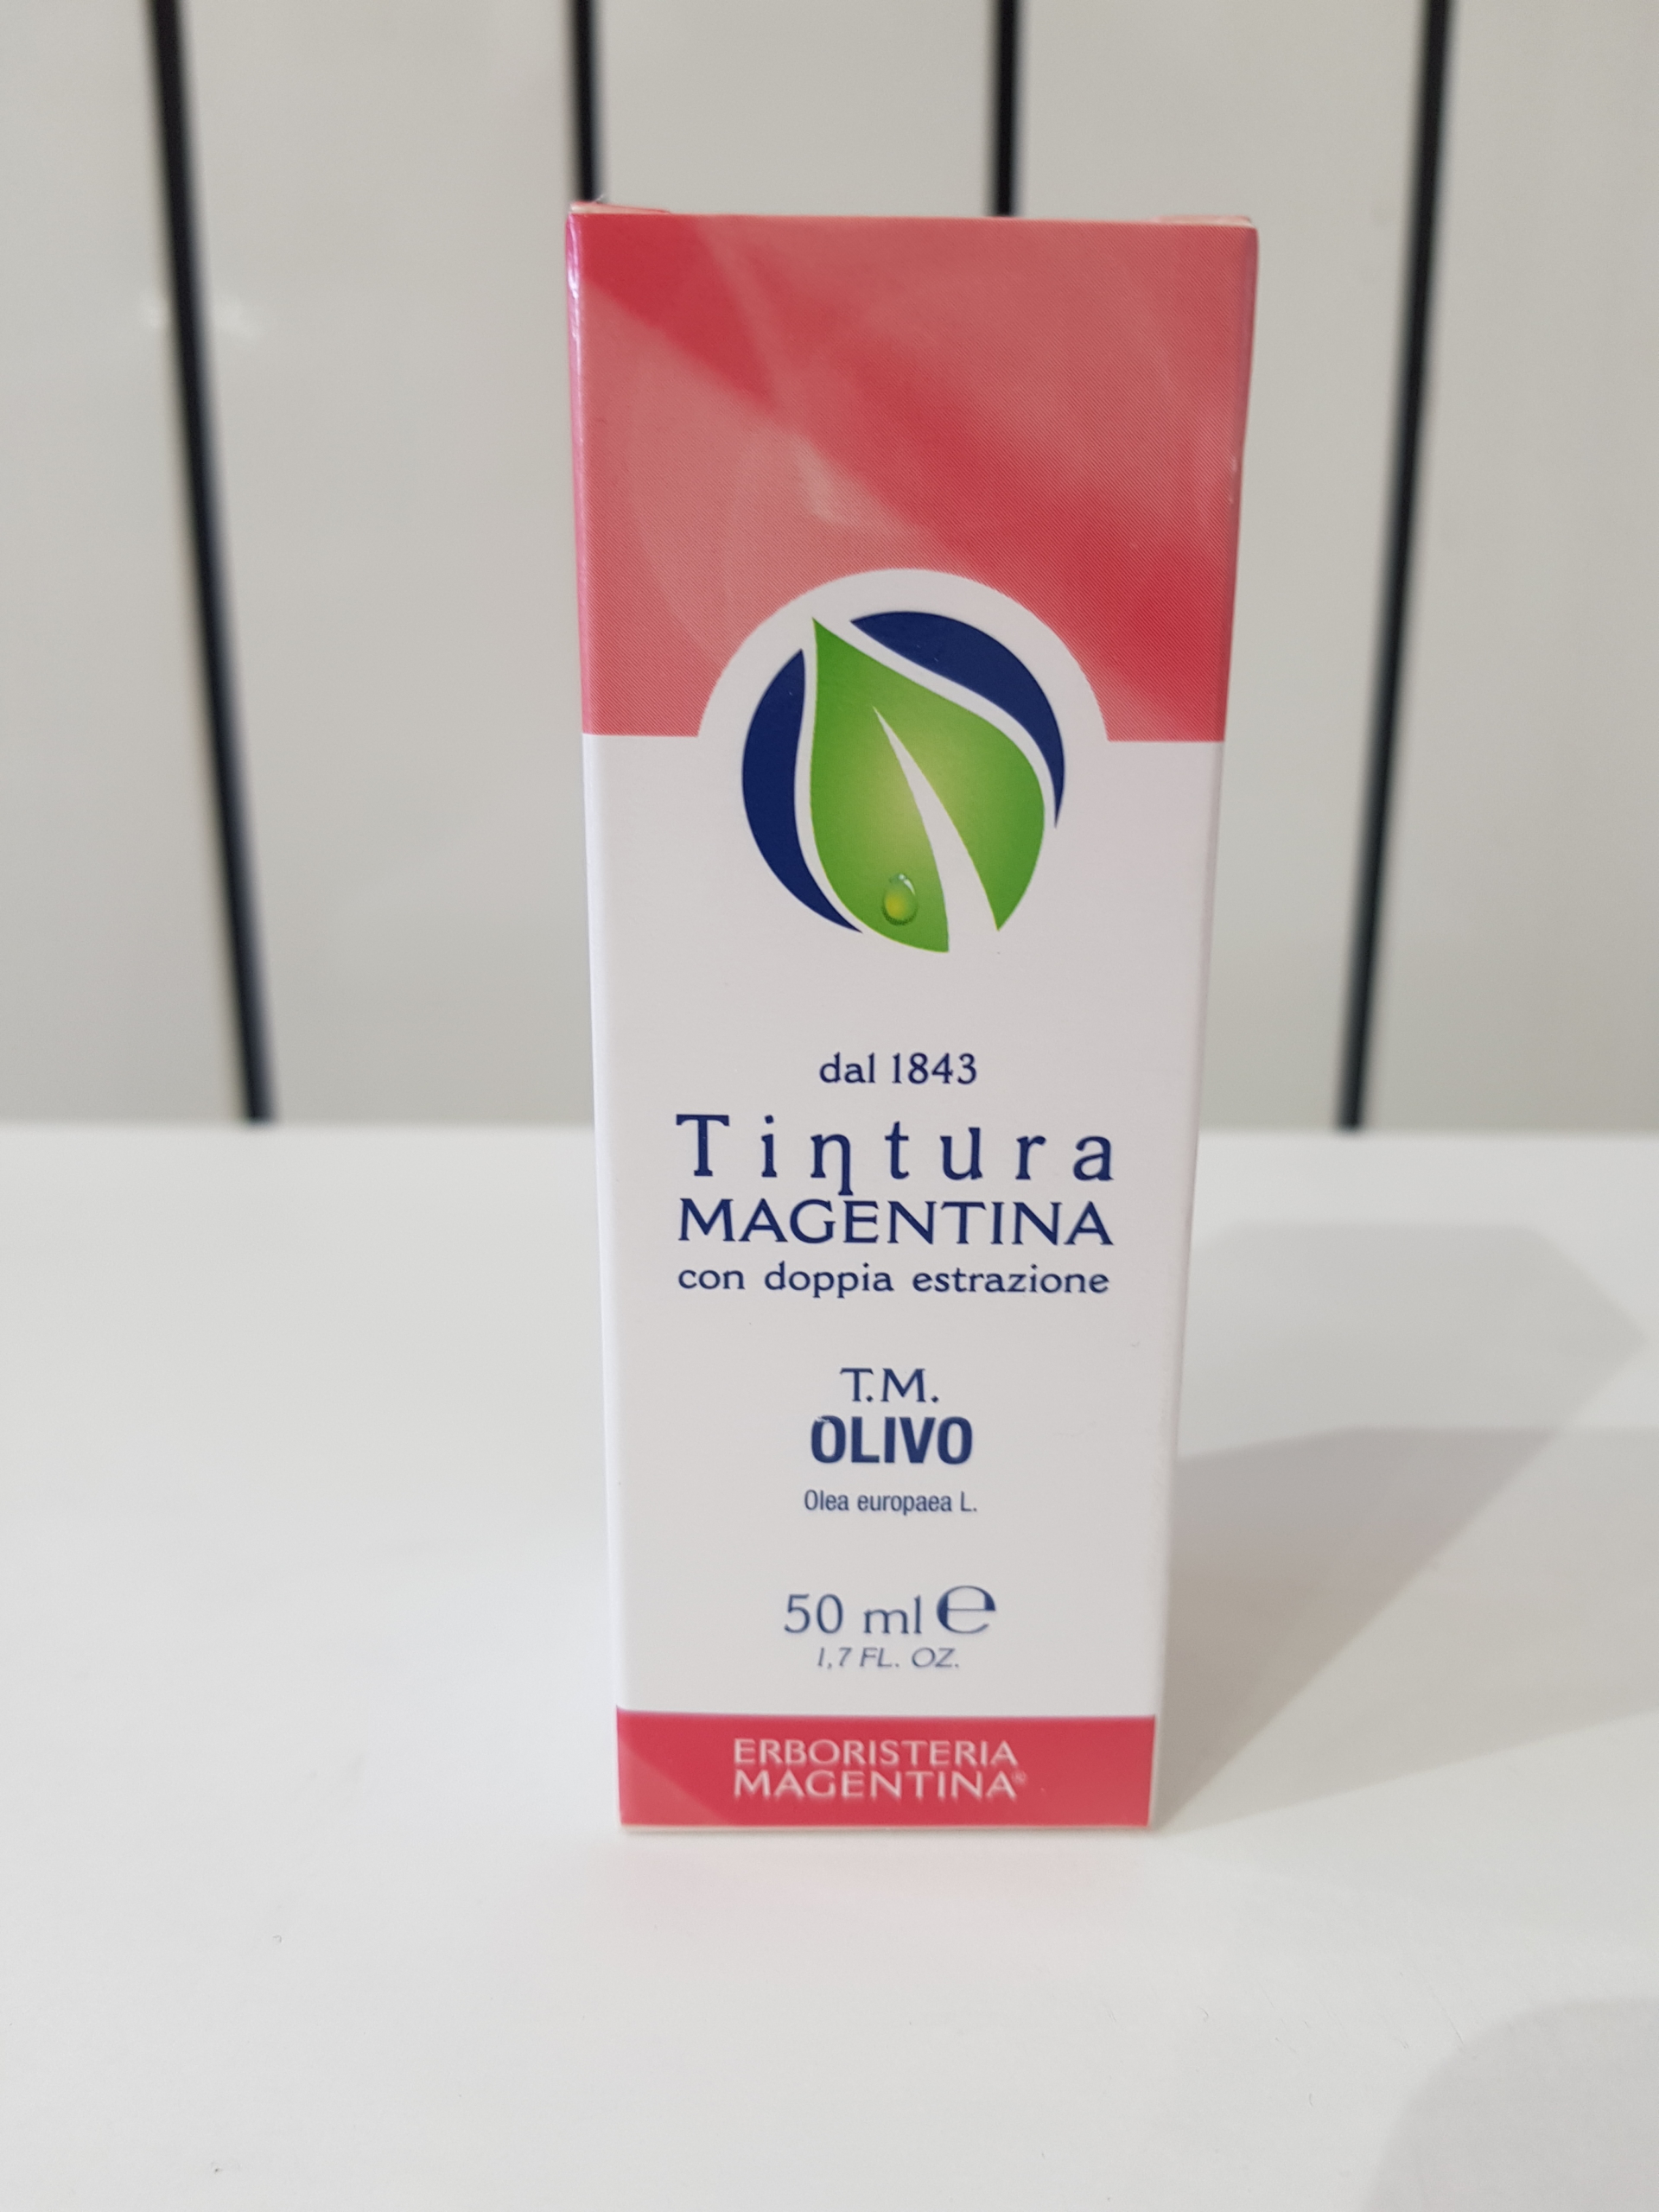 dal 1843
Tintura
MAGENTINA
con doppia estrazione
T.M.
OLIVO
Olea europaea L.
50 ml ℮
1,7 FL. OZ.
ERBORISTERIA
MAGENTINA®